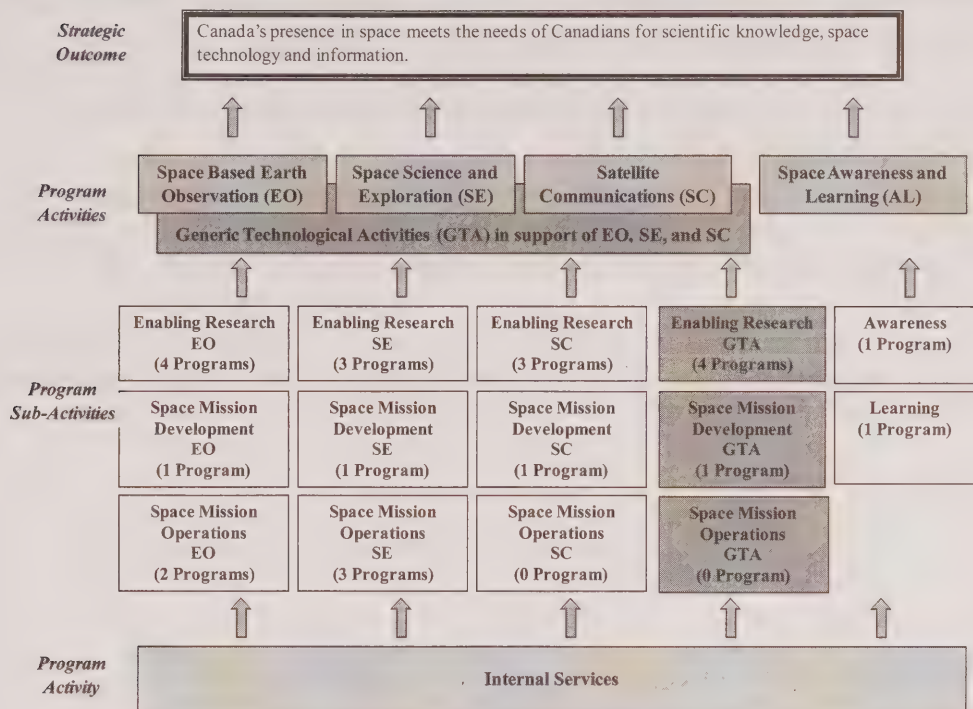 Strategic
Outcome
Canada's presence in space meets the needs of Canadians for scientific knowledge, space
technology and information.
Program
Activities
Space Based Earth
Observation (EO)
Space Science and
Exploration (SE)
Satellite
Communications (SC)
Space Awareness and
Learning (AL)
Generic Technological Activities (GTA) in support of EO, SE, and SC
Program
Sub-Activities
Enabling Research
EO
(4 Programs)
Enabling Research
SE
(3 Programs)
Enabling Research
SC
(3 Programs)
Enabling Research
GTA
(4 Programs)
Awareness
(1 Program)
Space Mission
Development
EO
(1 Program)
Space Mission
Development
SE
(1 Program)
Space Mission
Development
SC
(1 Program)
Space Mission
Development
GTA
(1 Program)
Learning
(1 Program)
Space Mission
Operations
EO
(2 Programs)
Space Mission
Operations
SE
(3 Programs)
Space Mission
Operations
SC
(0 Program)
Space Mission
Operations
GTA
(0 Program)
Program
Activity
Internal Services